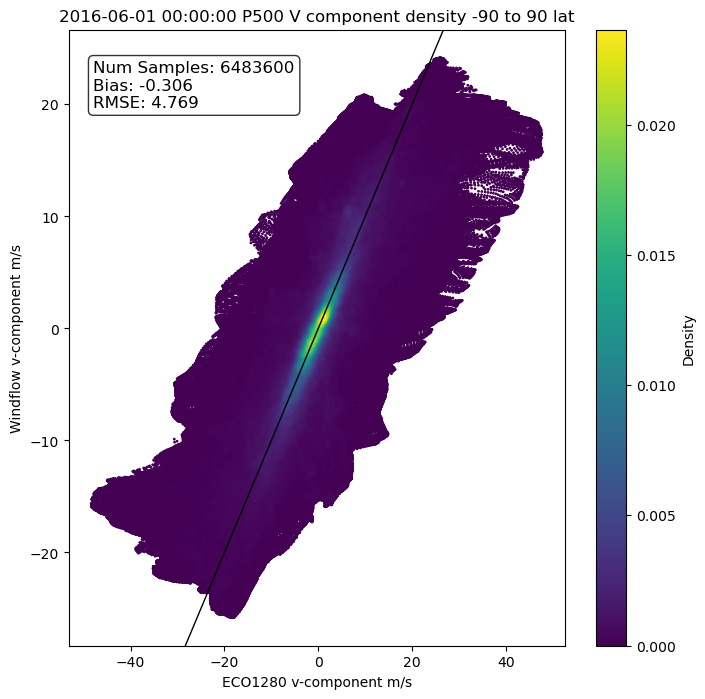 2016-06-01 00:00:00 P500 V component density -90 to 90 lat
Num Samples: 6483600
Bias: -0.306
RMSE: 4.769
20
10
0
−10
−20
Windflow v-component m/s
−40
−20
0
20
40
ECO1280 v-component m/s
0.020
0.015
0.010
0.005
0.000
Density